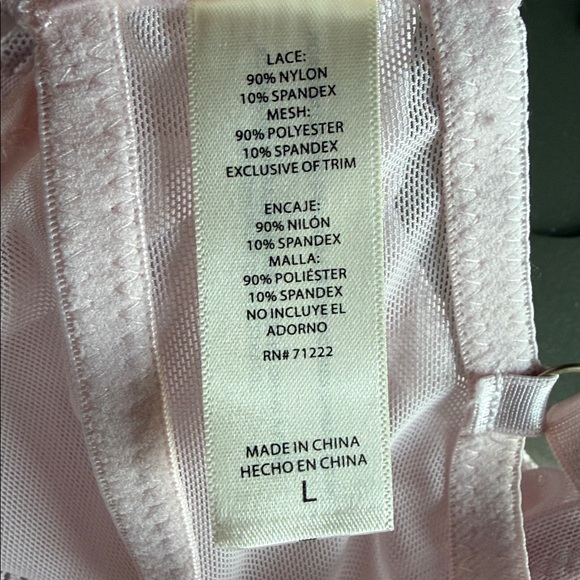 LACE:
90% NYLON
10% SPANDEX
MESH:
90% POLYESTER
10% SPANDEX
EXCLUSIVE OF TRIM
ENCAJE:
90% NILÓN
10% SPANDEX
MALLA:
90% POLIÉSTER
10% SPANDEX
NO INCLUYE EL
ADORNO
RN# 71222
MADE IN CHINA
HECHO EN CHINA
L